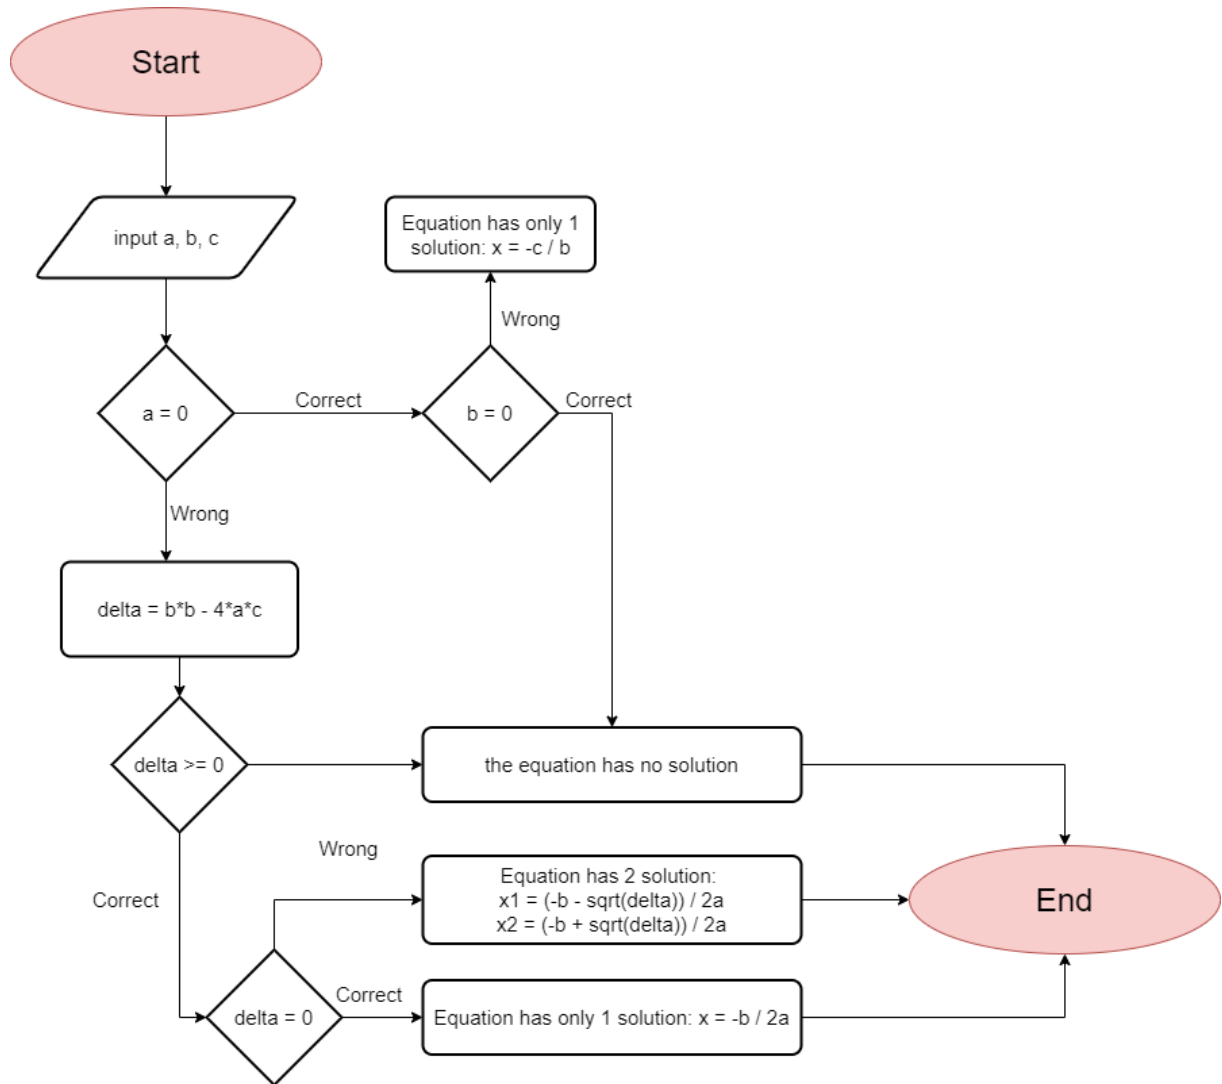 Start
input a, b, c
Equation has only 1
solution: x = -c / b
Wrong
a = 0
Correct
b = 0
Correct
Wrong
delta = b*b - 4*a*c
delta >= 0
the equation has no solution
Wrong
Correct
Equation has 2 solution:
x1 = (-b - sqrt(delta)) / 2a
x2 = (-b + sqrt(delta)) / 2a
End
delta = 0
Correct
Equation has only 1 solution: x = -b / 2a